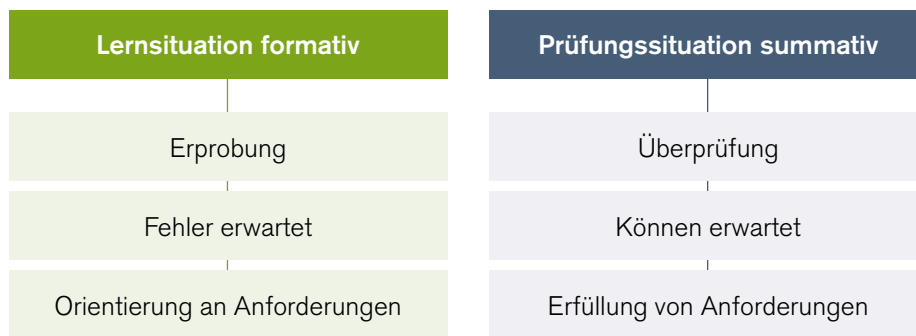 Lernsituation formativ
Erprobung
Fehler erwartet
Orientierung an Anforderungen
Prüfungssituation summativ
Überprüfung
Können erwartet
Erfüllung von Anforderungen